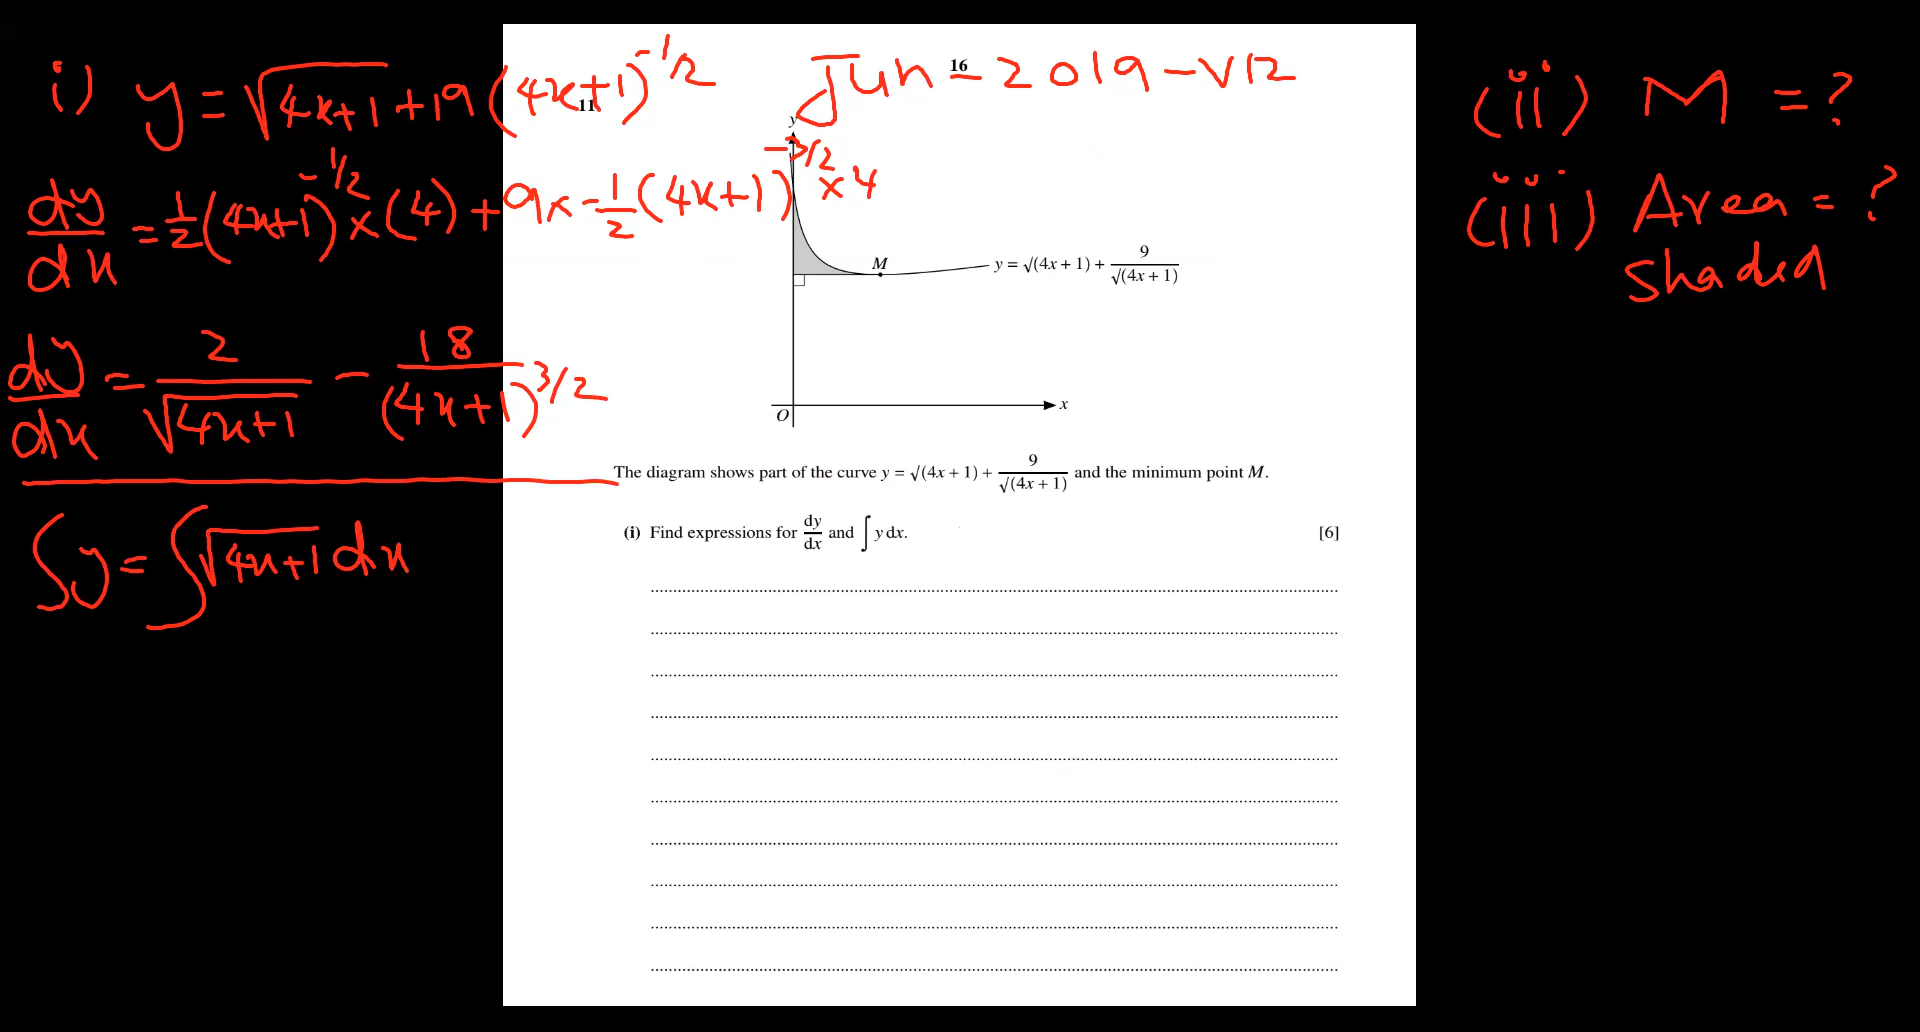 i) y = √4x+1 + 19 (4x+1)^-1/2
Jun - 2019 - V12
16
11
dy/dx = 1/2 (4x+1)^-1/2 × (4) + 9× - 1/2 (4x+1)^-3/2 × 4
dy/dx = 2/√4x+1 - 18/(4x+1)^3/2
∫y = ∫√4x+1 dx
y
M
y = √(4x + 1) + 9/√(4x + 1)
O
x
The diagram shows part of the curve y = √(4x + 1) + 9/√(4x + 1) and the minimum point M.
(i) Find expressions for dy/dx and ∫ y dx. [6]
(ii) M = ?
(iii) Area = ?
shaded